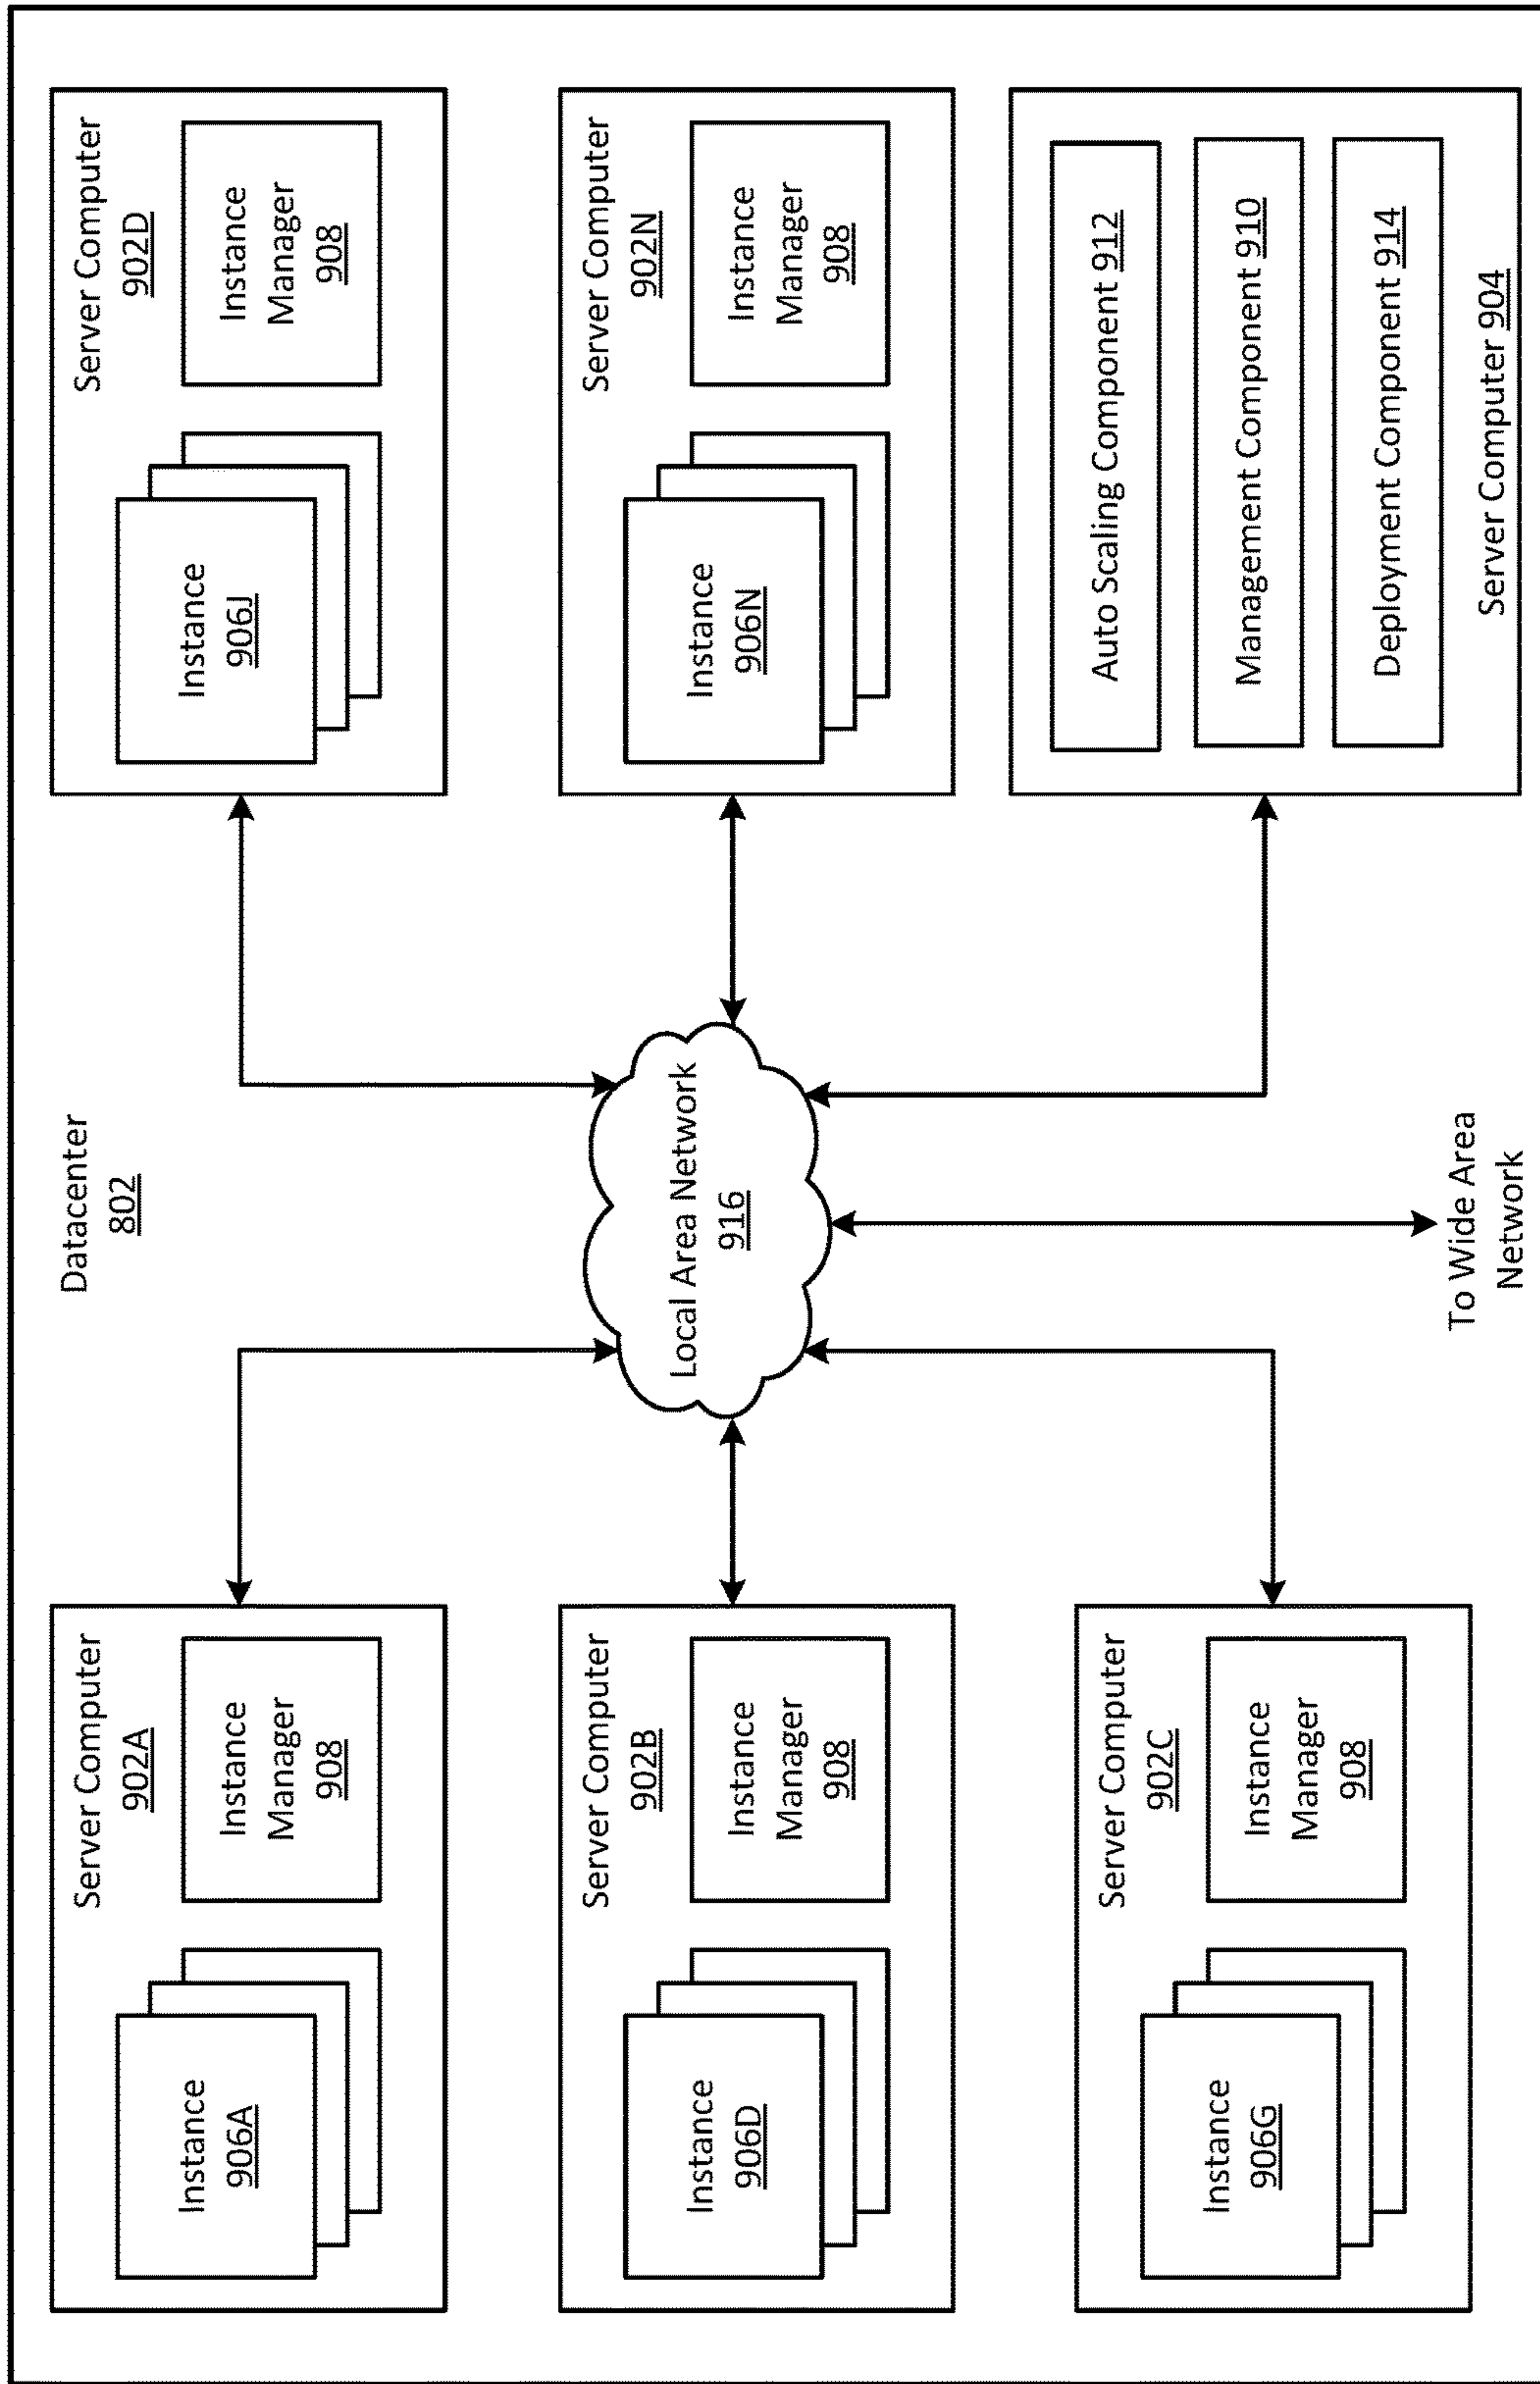 Datacenter
802
Server Computer
902A
Instance
906A
Instance
Manager
908
Server Computer
902B
Instance
906D
Instance
Manager
908
Server Computer
902C
Instance
906G
Instance
Manager
908
Local Area Network
916
To Wide Area
Network
Server Computer
902D
Instance
906J
Instance
Manager
908
Server Computer
902N
Instance
906N
Instance
Manager
908
Auto Scaling Component 912
Management Component 910
Deployment Component 914
Server Computer 904